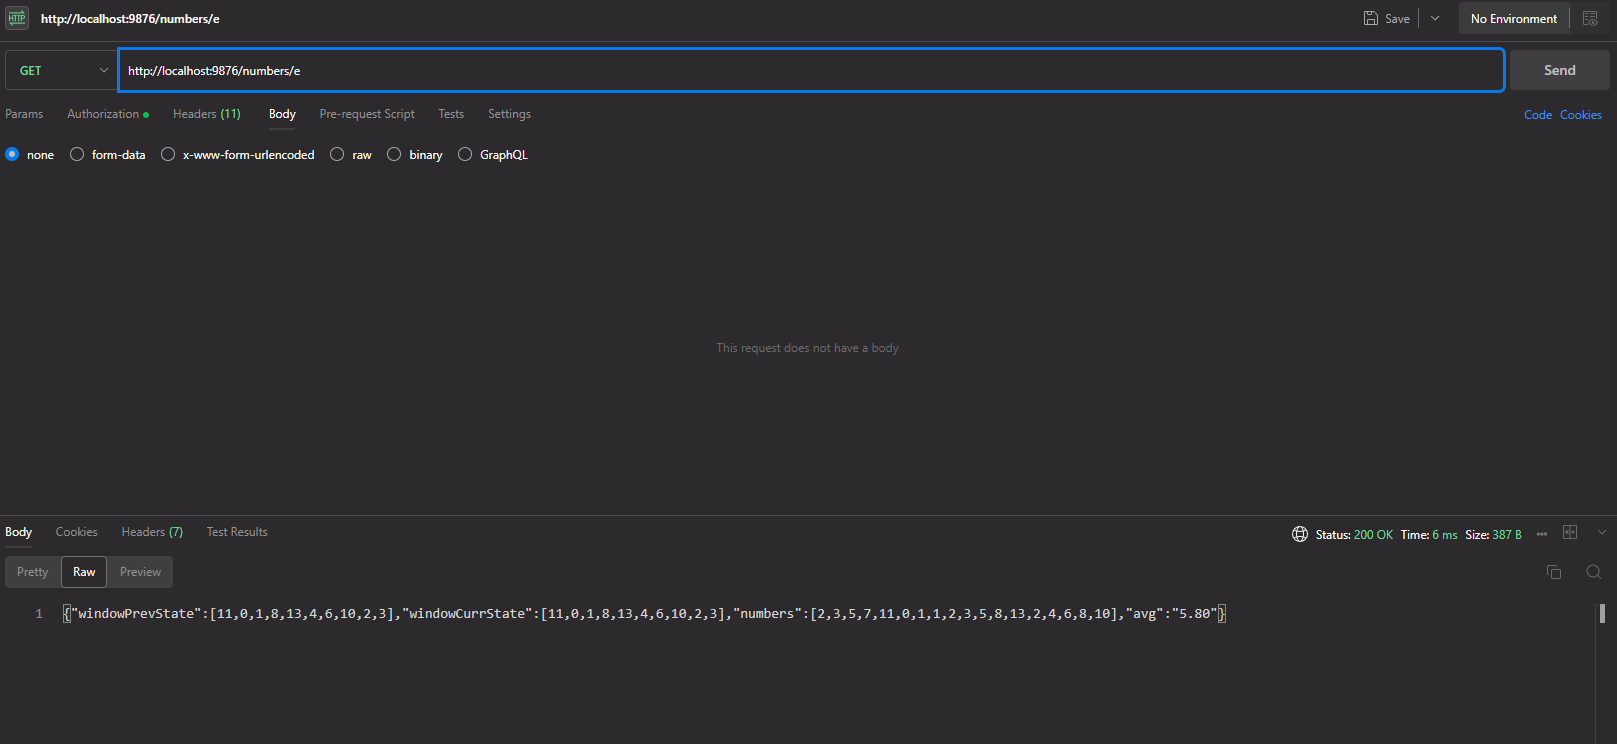 HTTP http://localhost:9876/numbers/e Save No Environment
GET http://localhost:9876/numbers/e Send
Params Authorization Headers (11) Body Pre-request Script Tests Settings Code Cookies
none form-data x-www-form-urlencoded raw binary GraphQL
This request does not have a body
Body Cookies Headers (7) Test Results Status: 200 OK Time: 6 ms Size: 387 B
Pretty Raw Preview
1 {"windowPrevState":[11,0,1,8,13,4,6,10,2,3],"windowCurrState":[11,0,1,8,13,4,6,10,2,3],"numbers":[2,3,5,7,11,0,1,1,2,3,5,8,13,2,4,6,8,10],"avg":"5.80"}